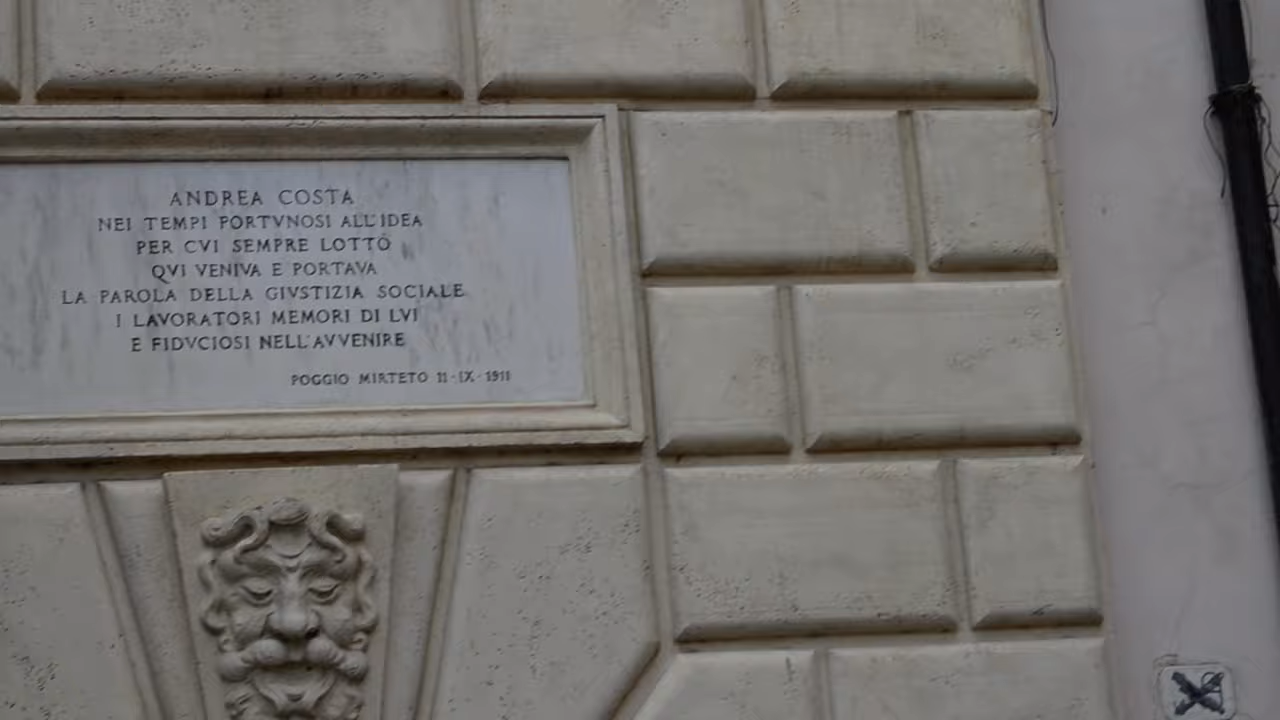 ANDREA COSTA
NEI TEMPI FORTVNOSI ALL'IDEA
PER CVI SEMPRE LOTTÒ
QVI VENIVA E PORTAVA
LA PAROLA DELLA GIVSTIZIA SOCIALE
I LAVORATORI MEMORI DI LVI
E FIDVCIOSI NELL'AVVENIRE
POGGIO MIRTETO 11·IX·1911